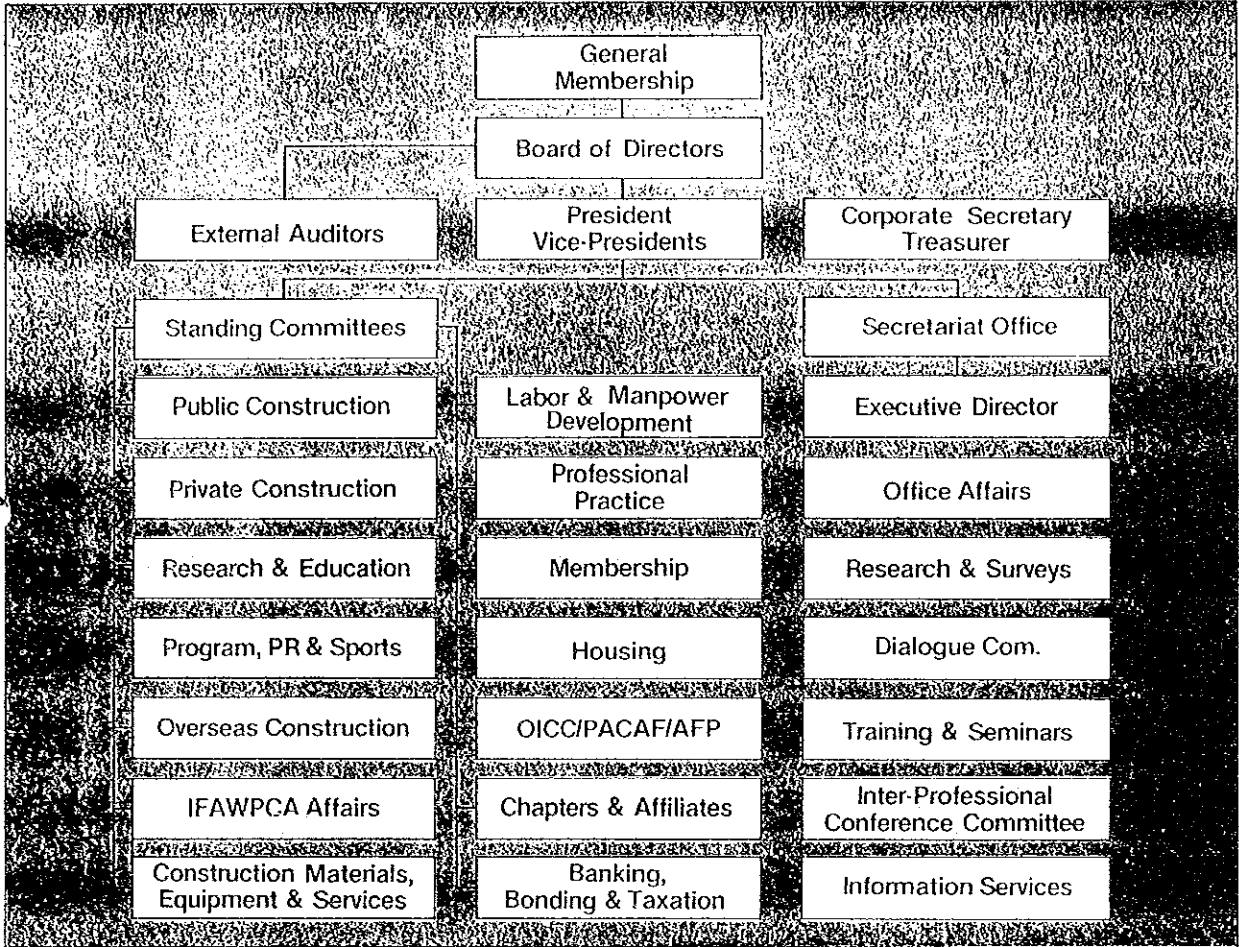 General
Membership
Board of Directors
External Auditors
President
Vice-Presidents
Corporate Secretary
Treasurer
Standing Committees
Secretariat Office
Public Construction
Labor & Manpower
Development
Executive Director
Private Construction
Professional
Practice
Office Affairs
Research & Education
Membership
Research & Surveys
Program, PR & Sports
Housing
Dialogue Com.
Overseas Construction
OICC/PACAF/AFP
Training & Seminars
IFAWPCA Affairs
Chapters & Affiliates
Inter-Professional
Conference Committee
Construction Materials,
Equipment & Services
Banking,
Bonding & Taxation
Information Services